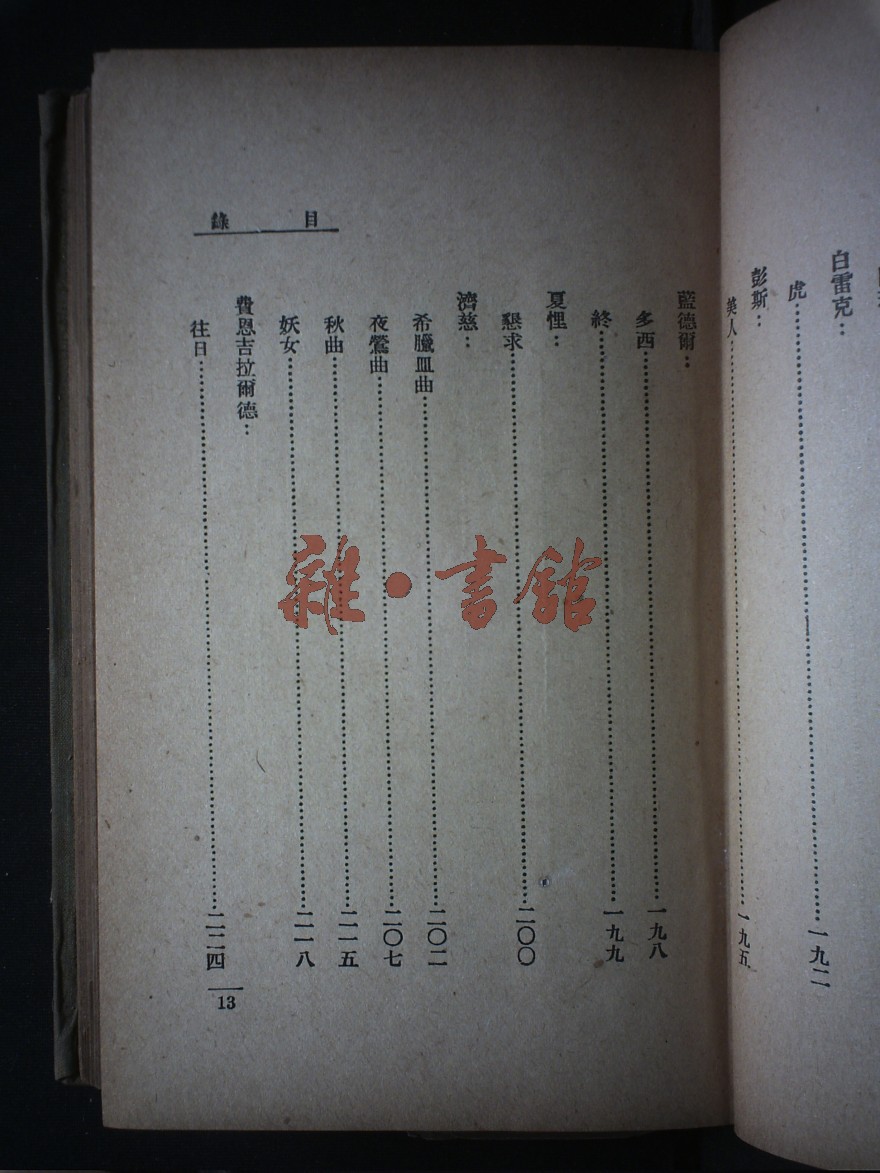 白雷克：
虎……一九二
彭斯：
美人……一九五
目錄
藍德爾：
多西……一九八
終……一九九
夏悝：
懇求……二〇〇
濟慈：
希臘皿曲……二〇二
夜鶯曲……二〇七
秋曲……二一五
妖女……二一八
費恩吉拉爾德：
往日……二二四
13
雜·書館